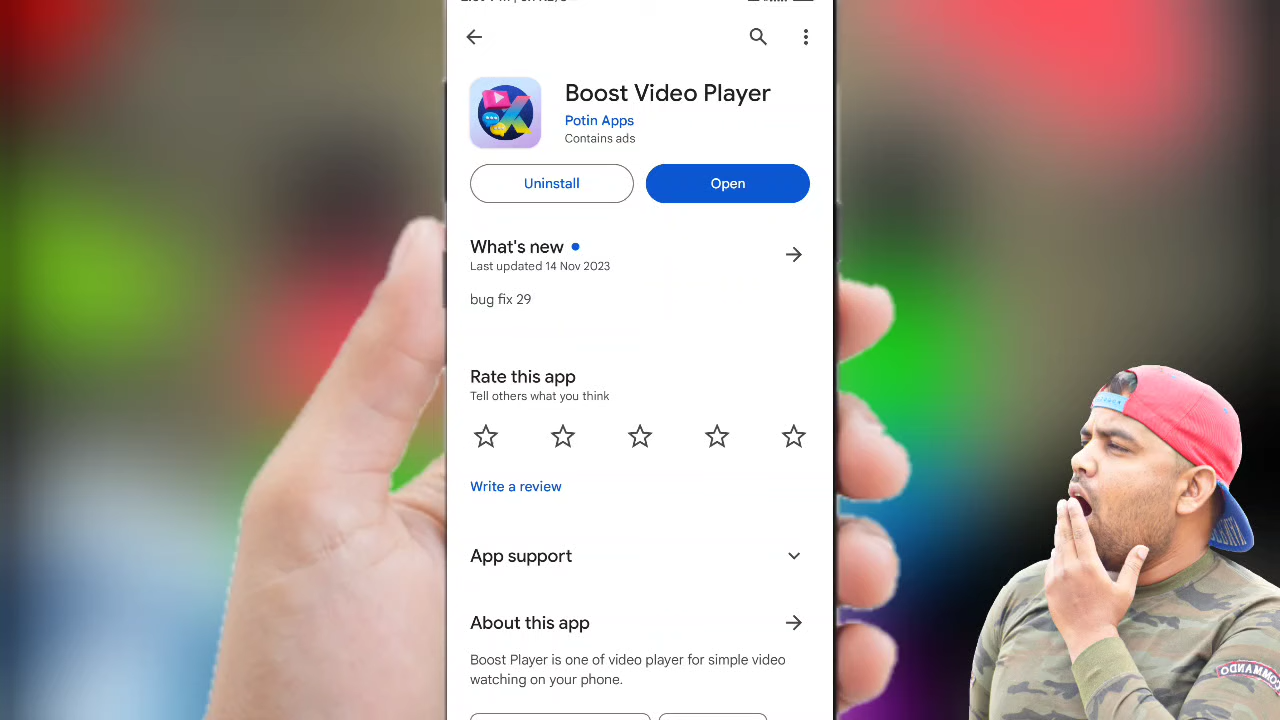 Boost Video Player
Potin Apps
Contains ads
Uninstall
Open
What's new
Last updated 14 Nov 2023
bug fix 29
Rate this app
Tell others what you think
Write a review
App support
About this app
Boost Player is one of video player for simple video
watching on your phone.